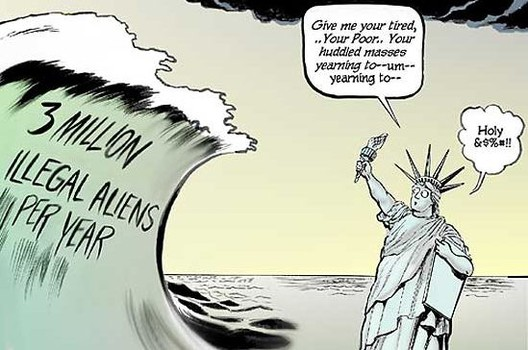 3 MILLION
ILLEGAL ALIENS
PER YEAR
Give me your tired,
..Your Poor.. Your
huddled masses
yearning to--um--
yearning to--
Holy
&$%#!!